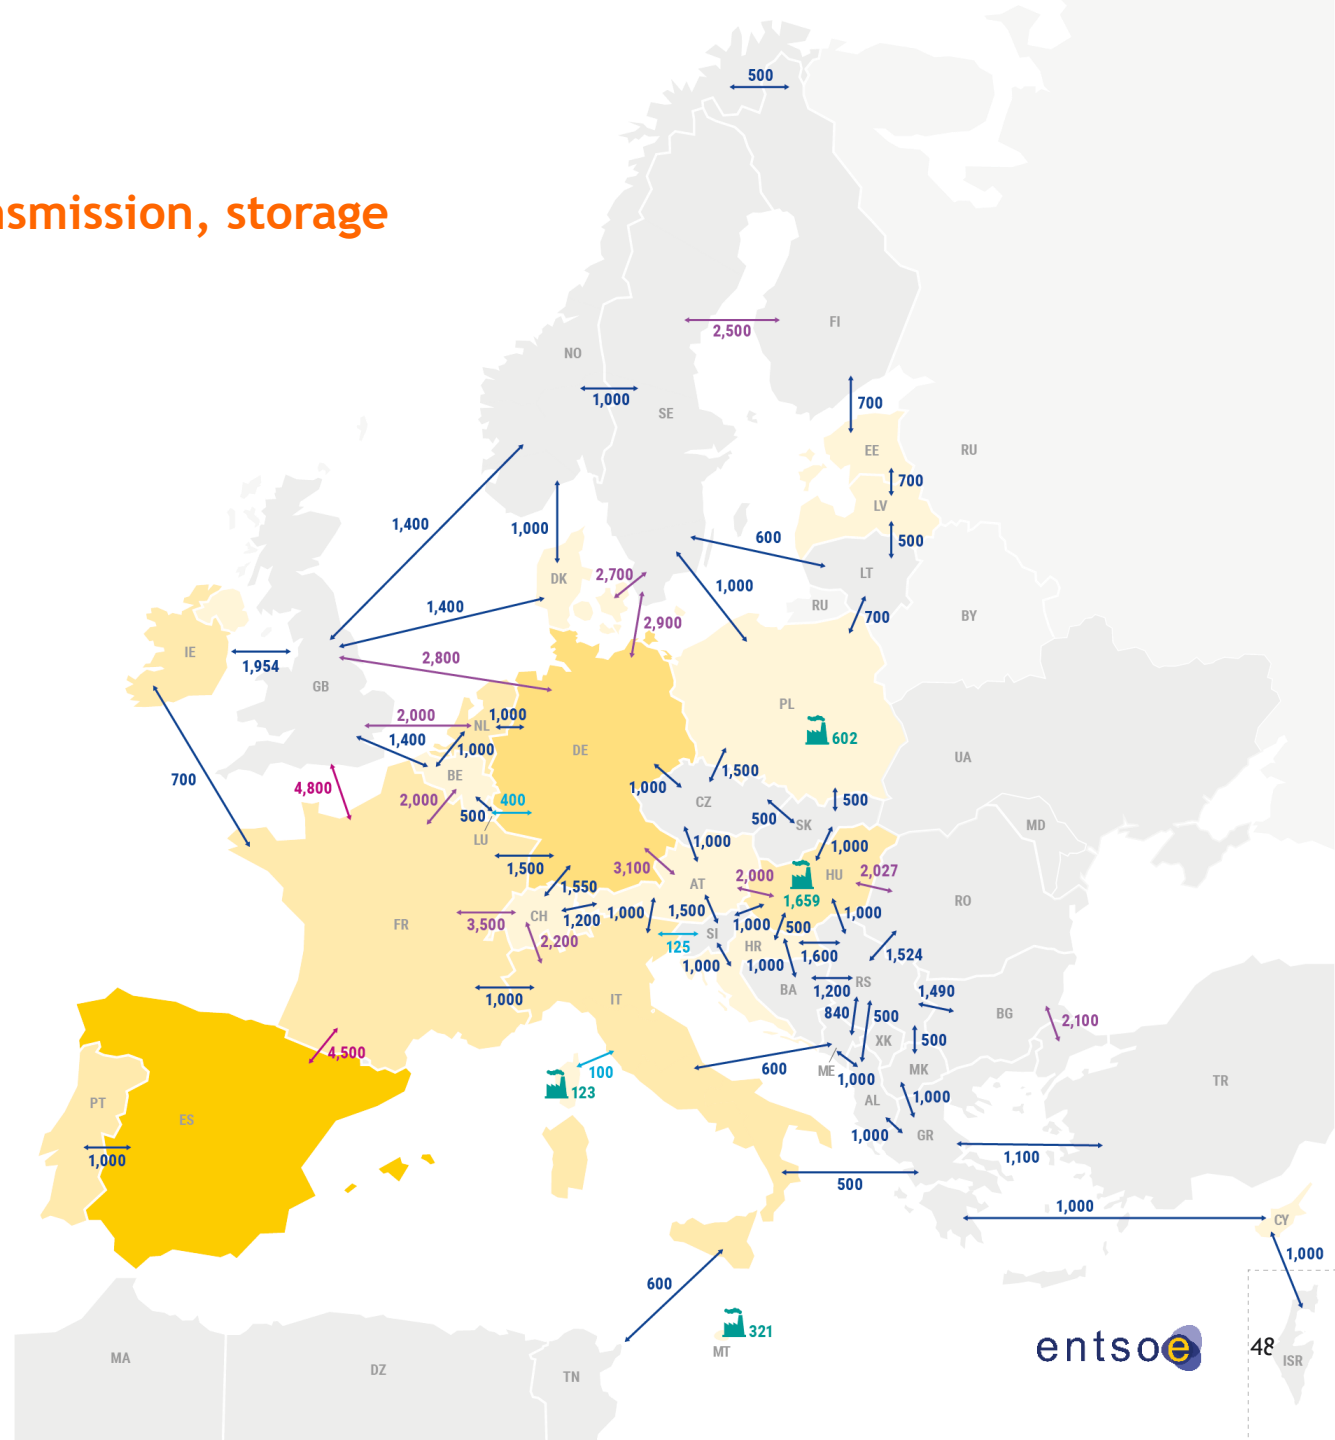 500
nsmission, storage
FI
2,500
NO
1,000
SE
700
EE
RU
700
LV
1,400
1,000
600
500
DK
2,700
LT
1,000
1,400
RU
700
BY
2,900
IE
1,954
2,800
GB
PL
2,000
1,000
NL
602
1,400
1,000
DE
UA
BE
1,500
700
4,800
1,000
2,000
400
CZ
500
500
500
SK
MD
LU
1,000
1,000
1,500
3,100
2,000
HU
2,027
1,550
AT
1,659
RO
CH
1,200
1,000
1,500
1,000
500
1,000
FR
3,500
SI
2,200
125
HR
1,600
1,524
1,000
1,000
BA
1,200
RS
1,490
IT
1,000
840
500
BG
2,100
4,500
XK
500
600
ME
1,000
MK
100
123
TR
PT
AL
1,000
ES
1,000
GR
1,000
1,100
500
1,000
CY
1,000
600
321
MT
entsoe
48
MA
DZ
TN
ISR